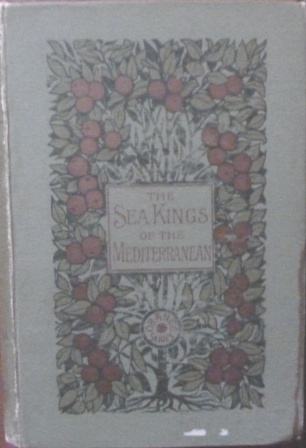 THE
SEA KINGS
OF THE
MEDITERRANEAN